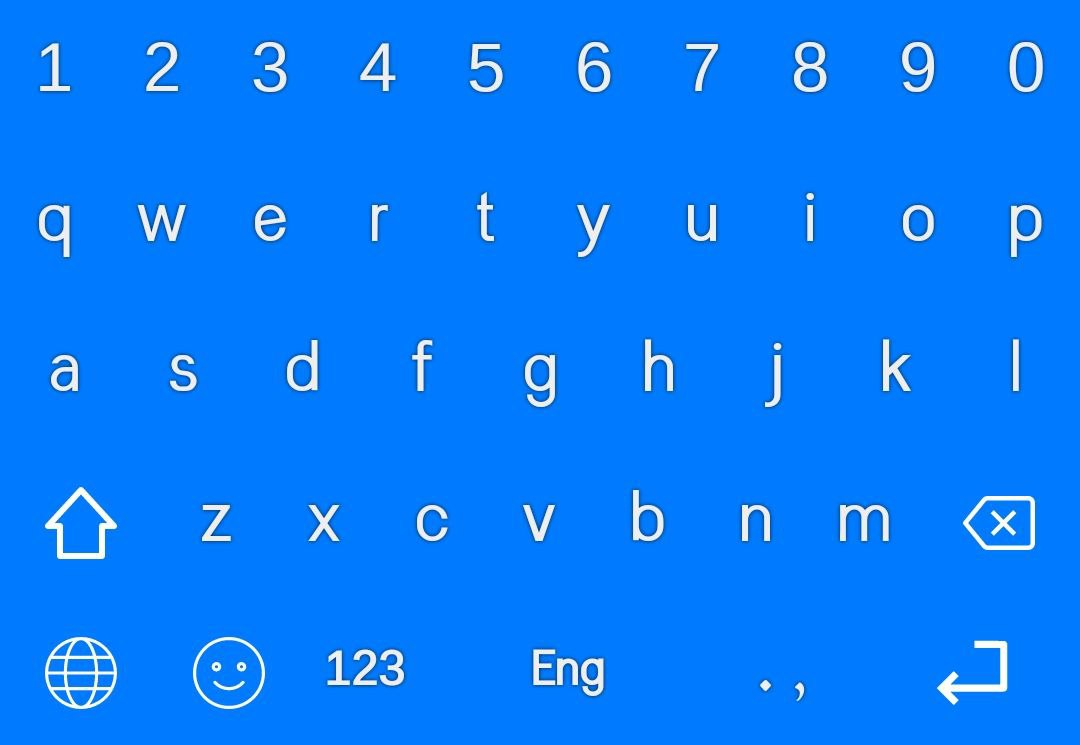 1 2 3 4 5 6 7 8 9 0
q w e r t y u i o p
a s d f g h j k l
z x c v b n m
123 Eng . ,